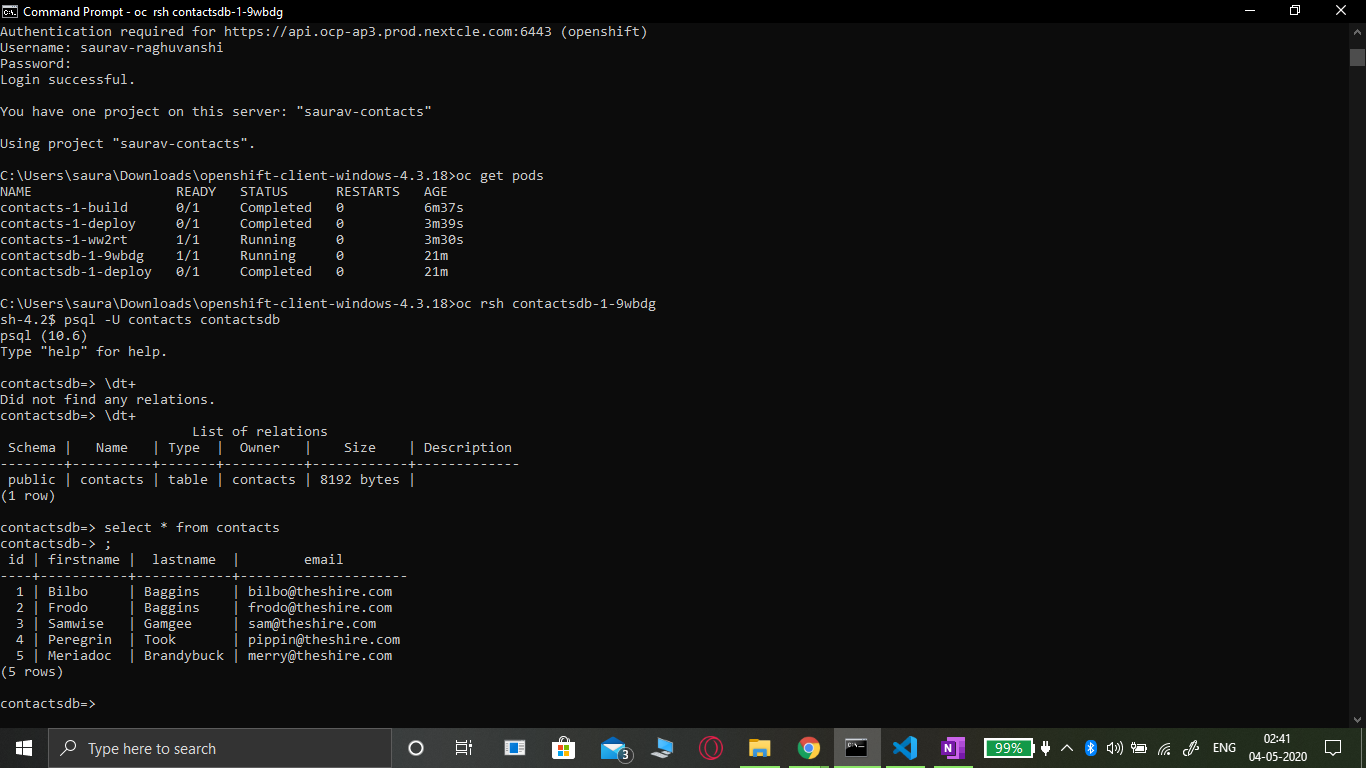 Command Prompt - oc  rsh contactsdb-1-9wbdg
Authentication required for https://api.ocp-ap3.prod.nextcle.com:6443 (openshift)
Username: saurav-raghuvanshi
Password:
Login successful.
You have one project on this server: "saurav-contacts"
Using project "saurav-contacts".
C:\Users\saura\Downloads\openshift-client-windows-4.3.18>oc get pods
NAME                  READY   STATUS      RESTARTS   AGE
contacts-1-build      0/1     Completed   0          6m37s
contacts-1-deploy     0/1     Completed   0          3m39s
contacts-1-ww2rt      1/1     Running     0          3m30s
contactsdb-1-9wbdg    1/1     Running     0          21m
contactsdb-1-deploy   0/1     Completed   0          21m
C:\Users\saura\Downloads\openshift-client-windows-4.3.18>oc rsh contactsdb-1-9wbdg
sh-4.2$ psql -U contacts contactsdb
psql (10.6)
Type "help" for help.
contactsdb=> \dt+
Did not find any relations.
contactsdb=> \dt+
                        List of relations
 Schema |   Name   | Type  |  Owner   |    Size    | Description
--------+----------+-------+----------+------------+-------------
 public | contacts | table | contacts | 8192 bytes |
(1 row)
contactsdb=> select * from contacts
contactsdb-> ;
 id | firstname |  lastname  |        email
----+-----------+------------+---------------------
  1 | Bilbo     | Baggins    | bilbo@theshire.com
  2 | Frodo     | Baggins    | frodo@theshire.com
  3 | Samwise   | Gamgee     | sam@theshire.com
  4 | Peregrin  | Took       | pippin@theshire.com
  5 | Meriadoc  | Brandybuck | merry@theshire.com
(5 rows)
contactsdb=>
Type here to search
3
99%
ENG
02:41
04-05-2020